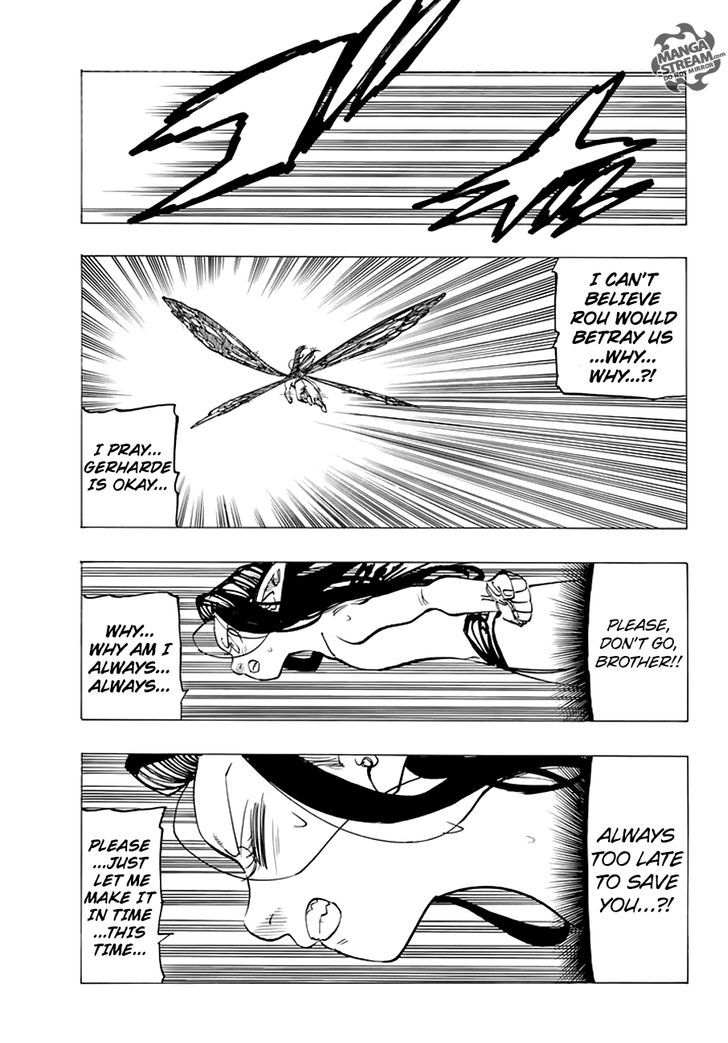 MANGA
STREAM.com
DO NOT MIRROR
I CAN'T
BELIEVE
ROU WOULD
BETRAY US
...WHY...
WHY...?!
I PRAY...
GERHARDE
IS OKAY...
PLEASE,
DON'T GO,
BROTHER!!
WHY...
WHY AM I
ALWAYS...
ALWAYS...
ALWAYS
TOO LATE
TO SAVE
YOU...?!
PLEASE
...JUST
LET ME
MAKE IT
IN TIME
...THIS
TIME...